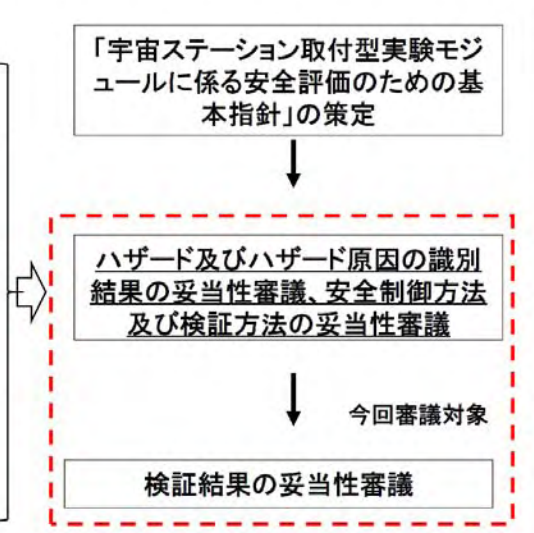 「宇宙ステーション取付型実験モジ
ュールに係る安全評価のための基
本指針」の策定
ハザード及びハザード原因の識別
結果の妥当性審議、安全制御方法
及び検証方法の妥当性審議
今回審議対象
検証結果の妥当性審議